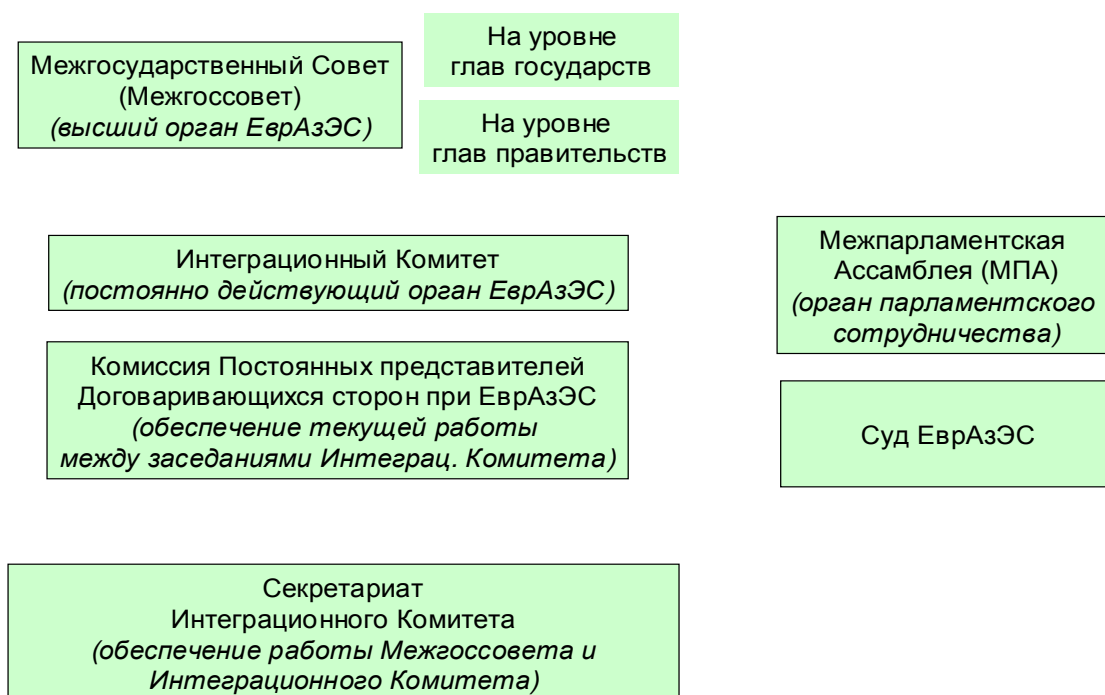 Межгосударственный Совет
(Межгоссовет)
(высший орган ЕврАзЭС)
На уровне
глав государств
На уровне
глав правительств
Интеграционный Комитет
(постоянно действующий орган ЕврАзЭС)
Комиссия Постоянных представителей
Договаривающихся сторон при ЕврАзЭС
(обеспечение текущей работы
между заседаниями Интеграц. Комитета)
Межпарламентская
Ассамблея (МПА)
(орган парламентского
сотрудничества)
Суд ЕврАзЭС
Секретариат
Интеграционного Комитета
(обеспечение работы Межгоссовета и
Интеграционного Комитета)